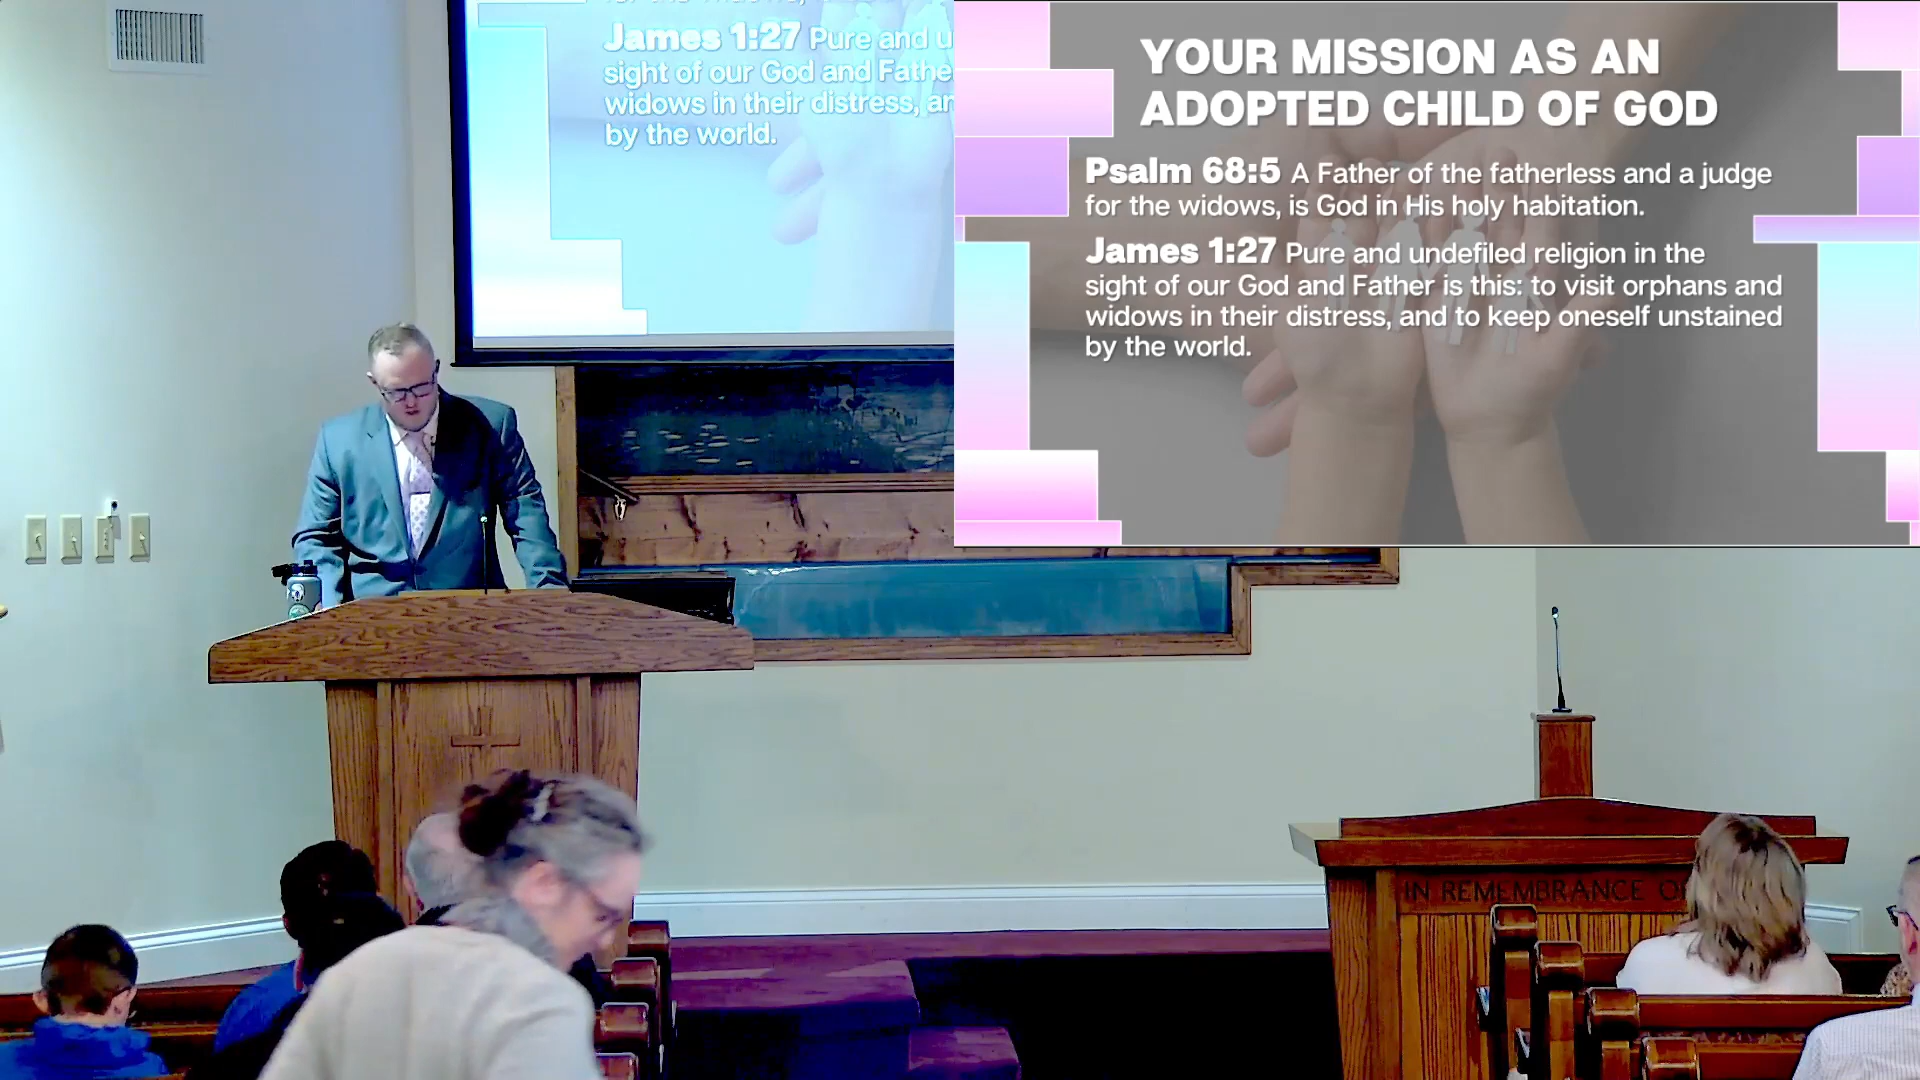 James 1:27 Pure and u
sight of our God and Fathe
widows in their distress, an
by the world.
YOUR MISSION AS AN
ADOPTED CHILD OF GOD
Psalm 68:5 A Father of the fatherless and a judge
for the widows, is God in His holy habitation.
James 1:27 Pure and undefiled religion in the
sight of our God and Father is this: to visit orphans and
widows in their distress, and to keep oneself unstained
by the world.
IN REMEMBRANCE O